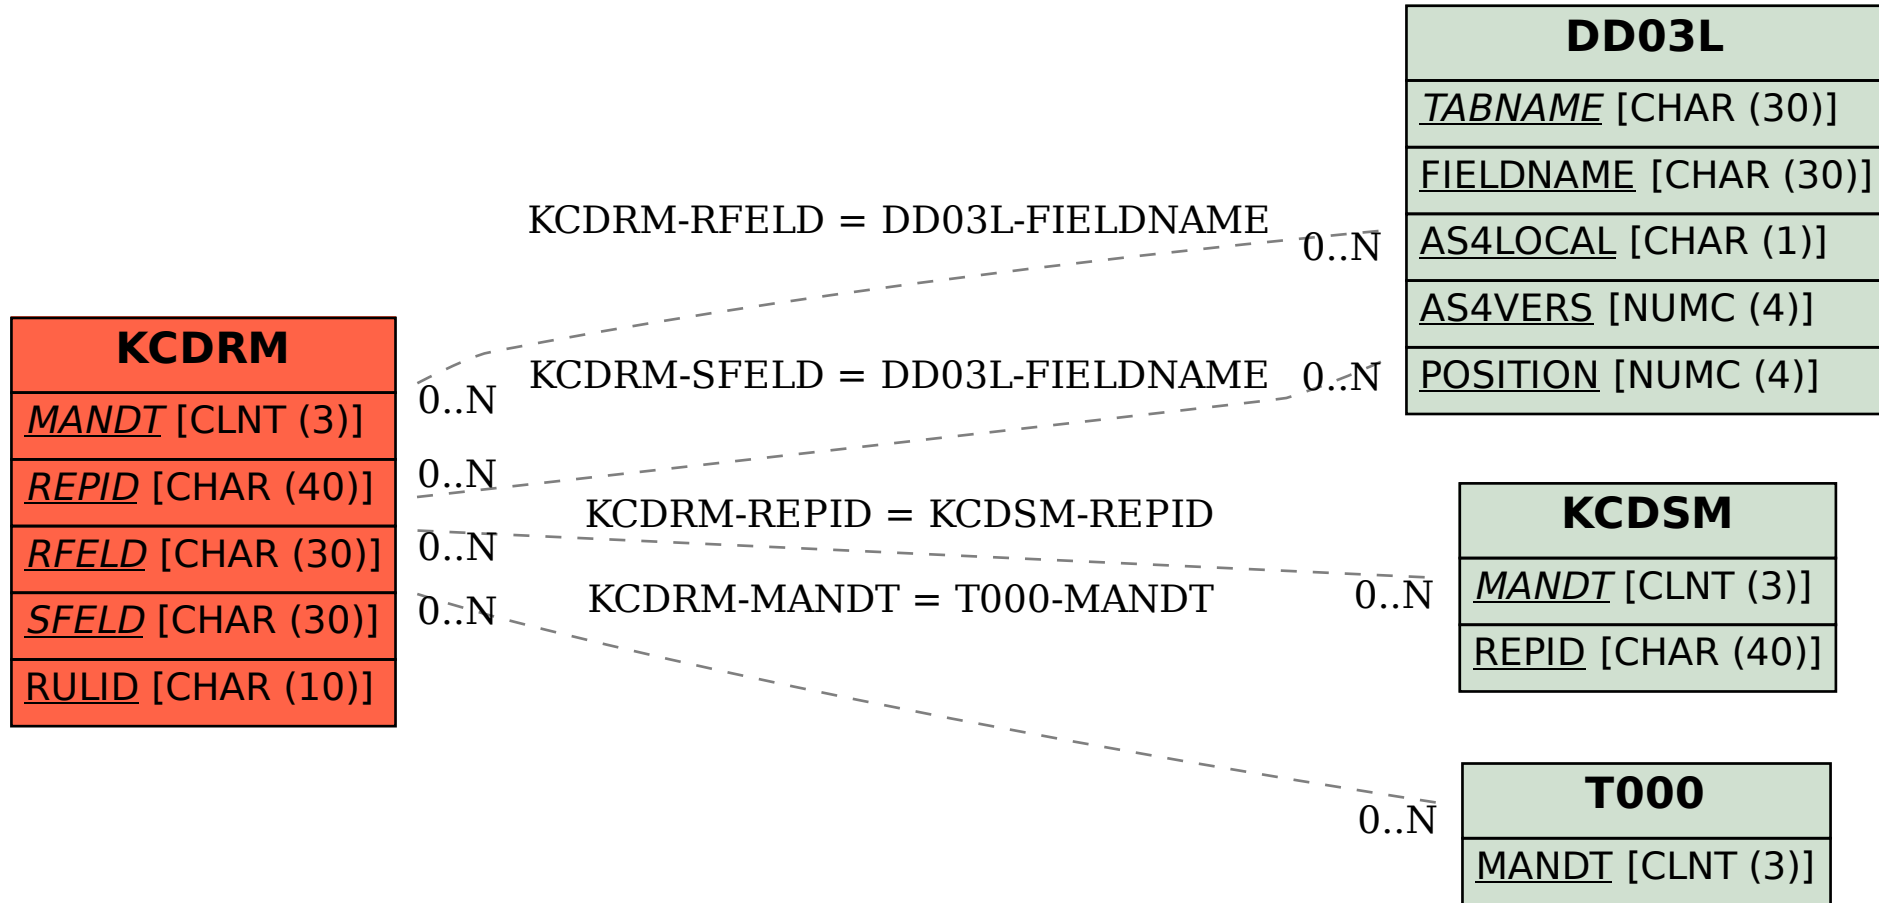 KCDRM
MANDT [CLNT (3)]
REPID [CHAR (40)]
RFELD [CHAR (30)]
SFELD [CHAR (30)]
RULID [CHAR (10)]
KCDRM-RFELD = DD03L-FIELDNAME
0..N
0..N
KCDRM-SFELD = DD03L-FIELDNAME
0..N
0..N
KCDRM-REPID = KCDSM-REPID
0..N
0..N
KCDRM-MANDT = T000-MANDT
0..N
0..N
DD03L
TABNAME [CHAR (30)]
FIELDNAME [CHAR (30)]
AS4LOCAL [CHAR (1)]
AS4VERS [NUMC (4)]
POSITION [NUMC (4)]
KCDSM
MANDT [CLNT (3)]
REPID [CHAR (40)]
T000
MANDT [CLNT (3)]